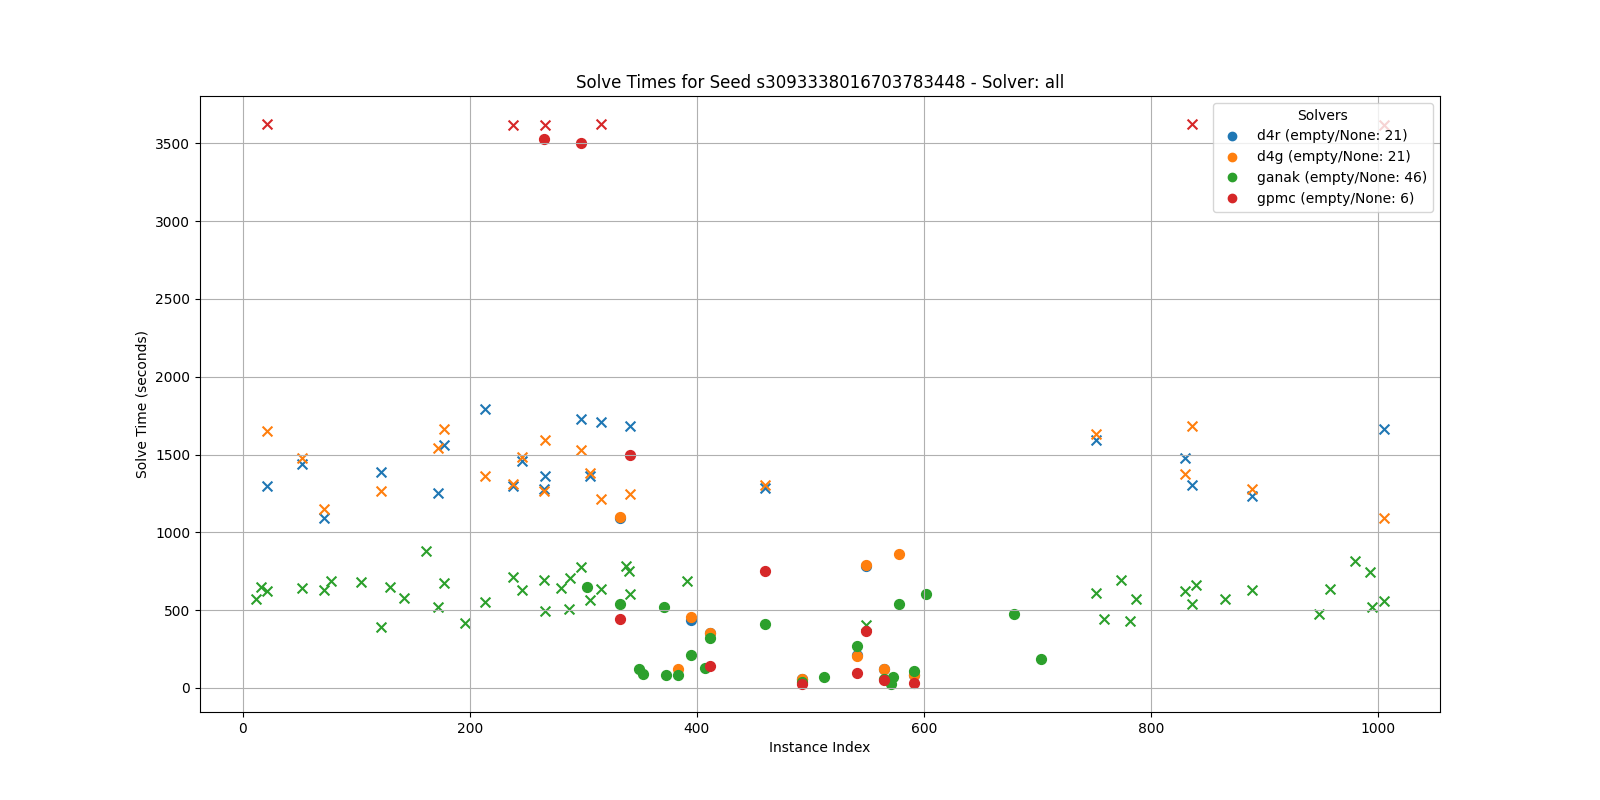 Solve Times for Seed s3093338016703783448 - Solver: all
Solvers
d4r (empty/None: 21)
d4g (empty/None: 21)
ganak (empty/None: 46)
gpmc (empty/None: 6)
Solve Time (seconds)
3500
3000
2500
2000
1500
1000
500
0
0 200 400 600 800 1000
Instance Index